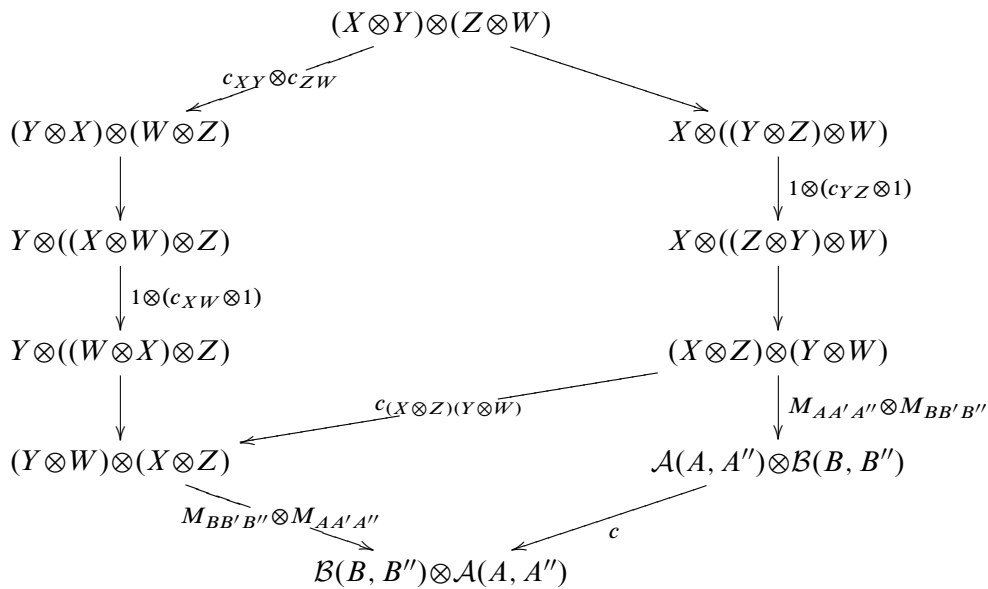 (X⊗Y)⊗(Z⊗W)
c_{XY}⊗c_{ZW}
(Y⊗X)⊗(W⊗Z) X⊗((Y⊗Z)⊗W)
1⊗(c_{YZ}⊗1)
Y⊗((X⊗W)⊗Z) X⊗((Z⊗Y)⊗W)
1⊗(c_{XW}⊗1)
Y⊗((W⊗X)⊗Z) (X⊗Z)⊗(Y⊗W)
c_{(X⊗Z)(Y⊗W)} M_{AA′A″}⊗M_{BB′B″}
(Y⊗W)⊗(X⊗Z) 𝒜(A, A″)⊗ℬ(B, B″)
M_{BB′B″}⊗M_{AA′A″} c
ℬ(B, B″)⊗𝒜(A, A″)